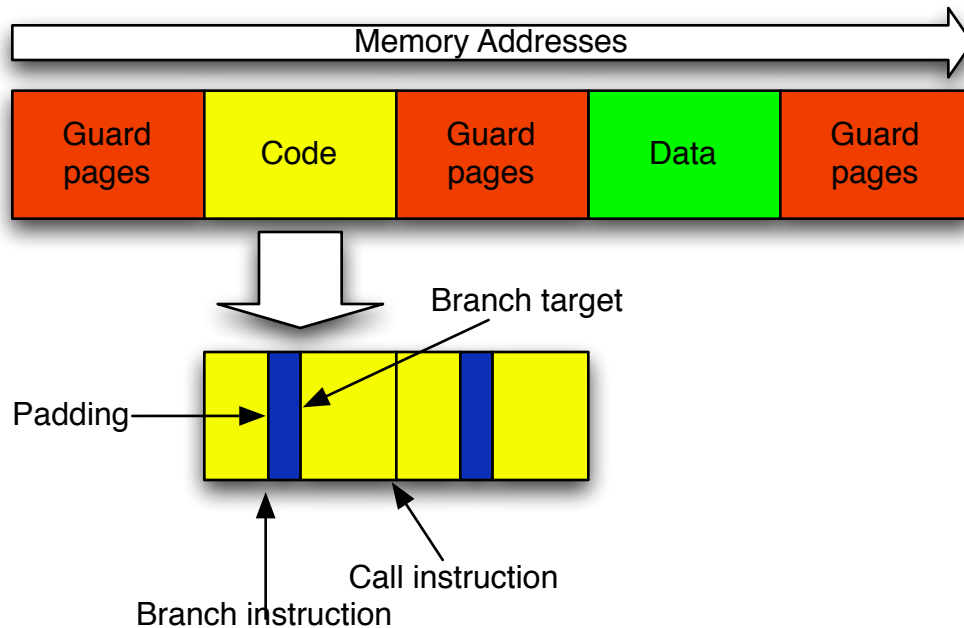 Memory Addresses
Guard
pages
Code
Guard
pages
Data
Guard
pages
Branch target
Padding
Call instruction
Branch instruction